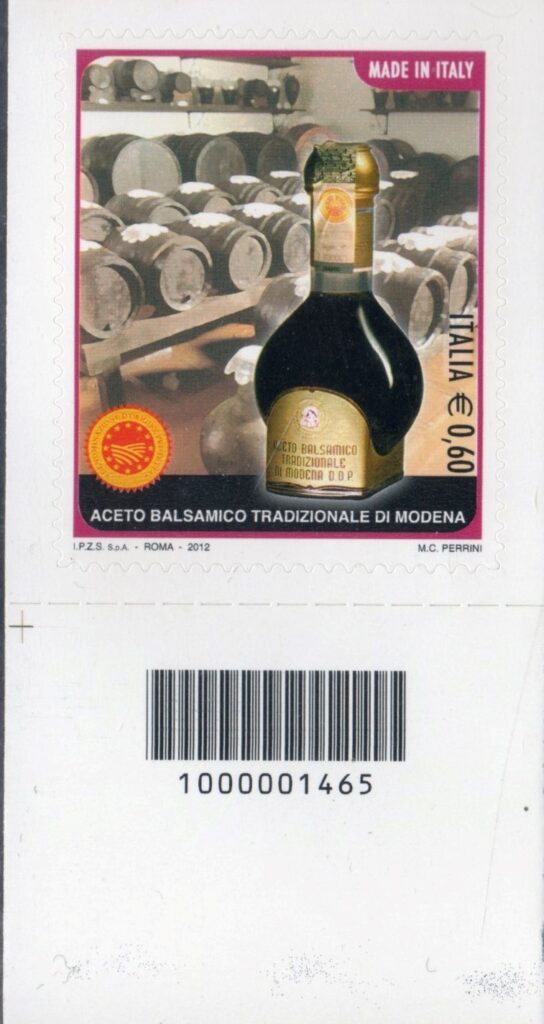 MADE IN ITALY
ITALIA € 0,60
ACETO BALSAMICO
TRADIZIONALE
DI MODENA D.O.P.
ACETO BALSAMICO TRADIZIONALE DI MODENA
I.P.Z.S. S.p.A. - ROMA - 2012
M.C. PERRINI
1000001465